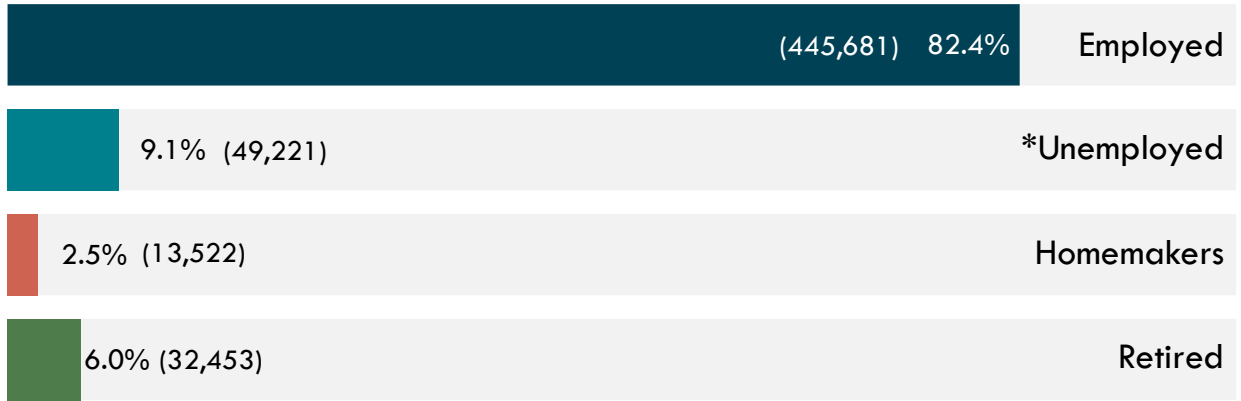 (445,681) 82.4% Employed
9.1% (49,221) *Unemployed
2.5% (13,522) Homemakers
6.0% (32,453) Retired